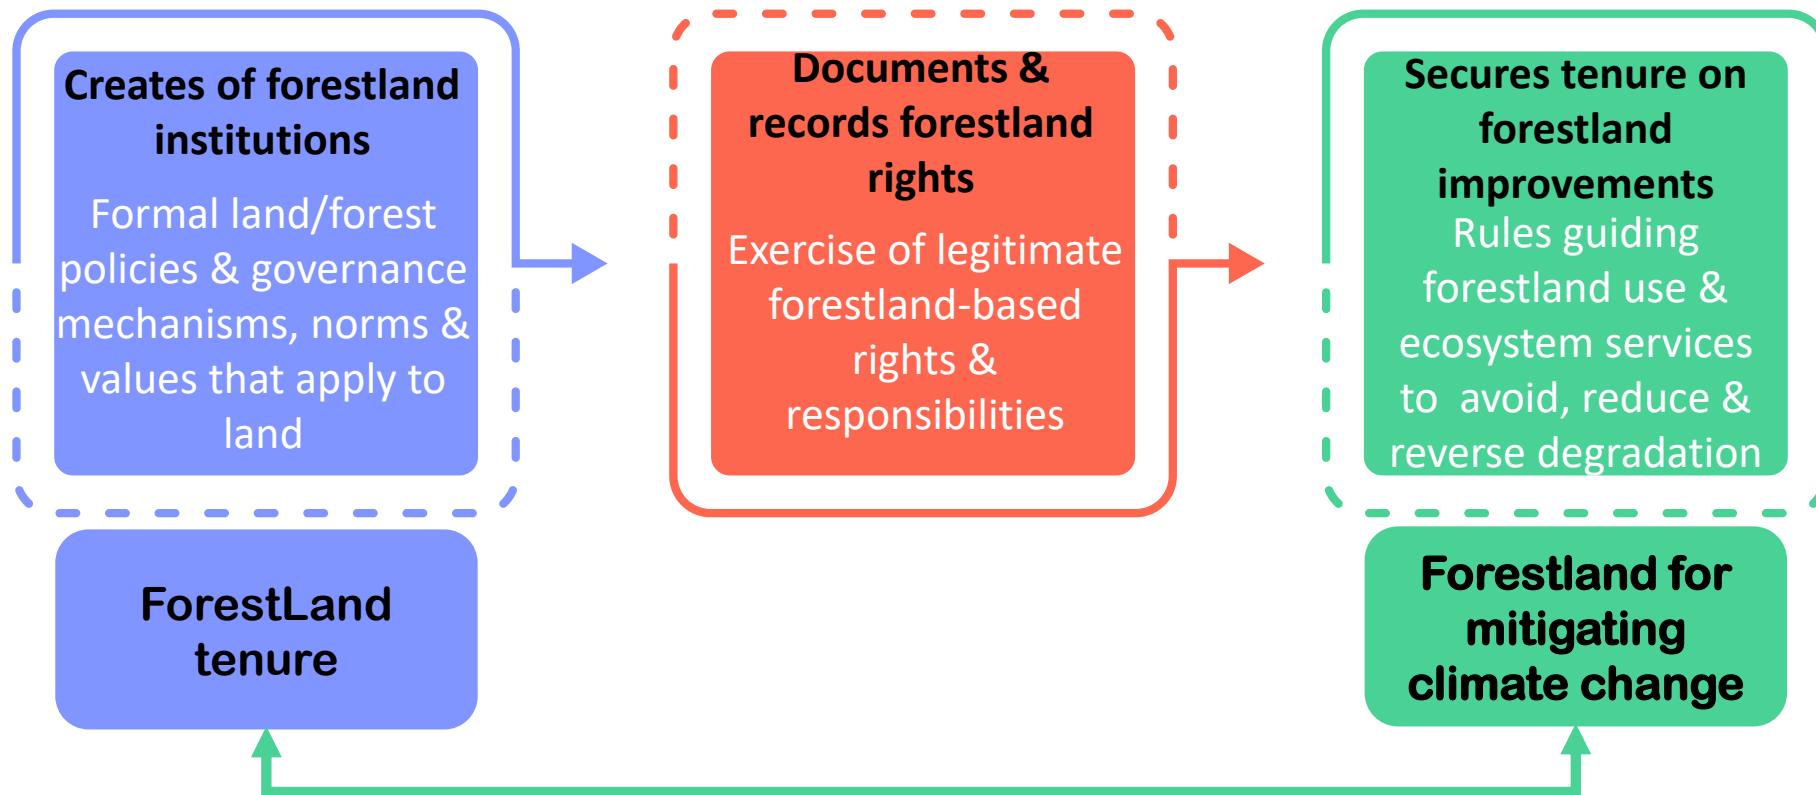 Creates of forestland
institutions
Formal land/forest
policies & governance
mechanisms, norms &
values that apply to
land
Documents &
records forestland
rights
Exercise of legitimate
forestland-based
rights &
responsibilities
Secures tenure on
forestland
improvements
Rules guiding
forestland use &
ecosystem services
to  avoid, reduce &
reverse degradation
ForestLand
tenure
Forestland for
mitigating
climate change